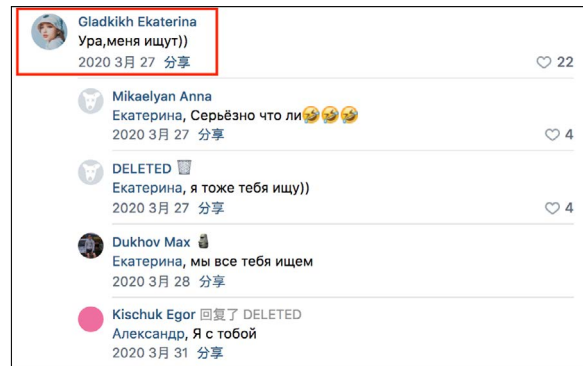 Gladkikh Ekaterina
Ура,меня ищут))
2020 3月 27 分享
22
Mikaelyan Anna
Екатерина, Серьёзно что ли🤣🤣🤣
2020 3月 27 分享
4
DELETED 🗑
Екатерина, я тоже тебя ищу))
2020 3月 27 分享
4
Dukhov Max
Екатерина, мы все тебя ищем
2020 3月 28 分享
Kischuk Egor 回复了 DELETED
Александр, Я с тобой
2020 3月 31 分享